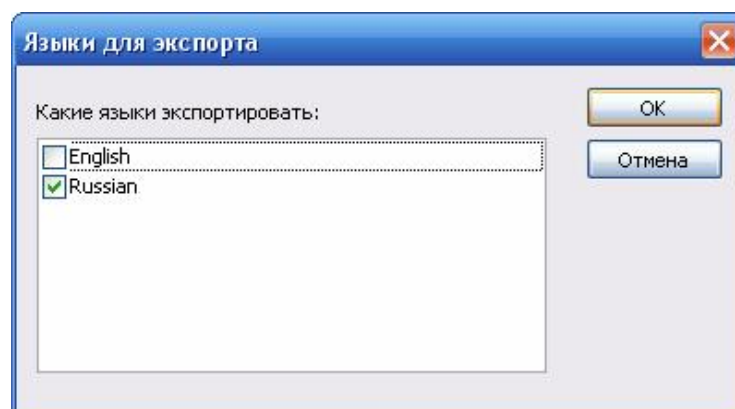 Языки для экспорта
Какие языки экспортировать:
English
Russian
OK
Отмена